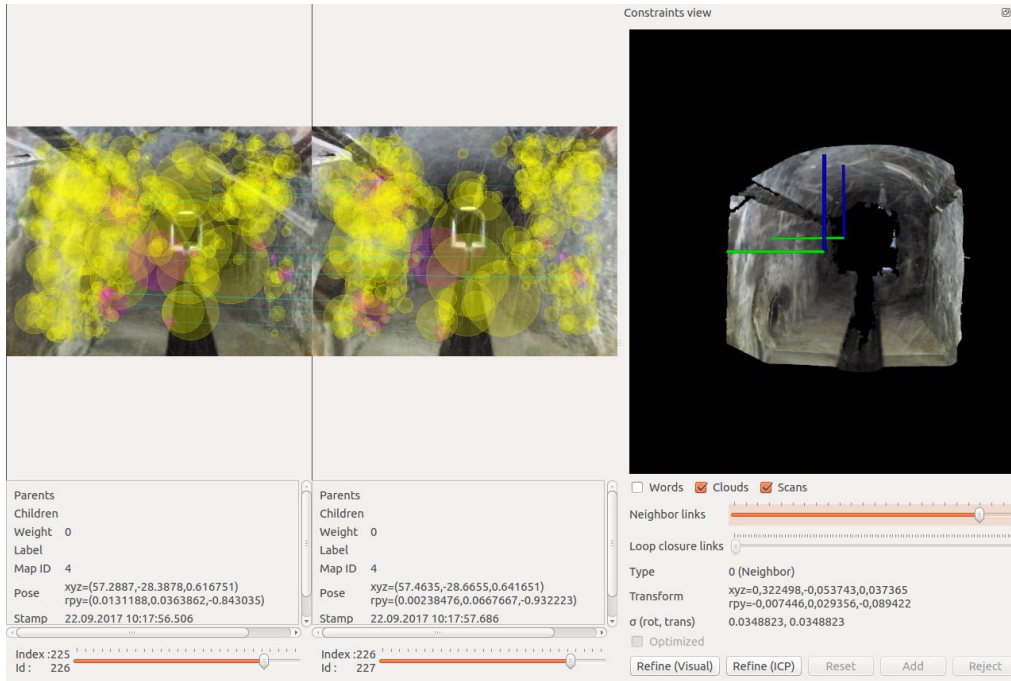 Constraints view
Parents
Children
Weight 0
Label
Map ID 4
Pose xyz=(57.2887,-28.3878,0.616751)
rpy=(0.0131188,0.0363862,-0.843035)
Stamp 22.09.2017 10:17:56.506
Index :225
Id : 226
Parents
Children
Weight 0
Label
Map ID 4
Pose xyz=(57.4635,-28.6655,0.641651)
rpy=(0.00238476,0.0667667,-0.932223)
Stamp 22.09.2017 10:17:57.686
Index :226
Id : 227
Words Clouds Scans
Neighbor links
Loop closure links
Type 0 (Neighbor)
Transform xyz=0,322498,-0,053743,0,037365
rpy=-0,007446,0,029356,-0,089422
σ (rot, trans) 0.0348823, 0.0348823
Optimized
Refine (Visual) Refine (ICP) Reset Add Reject